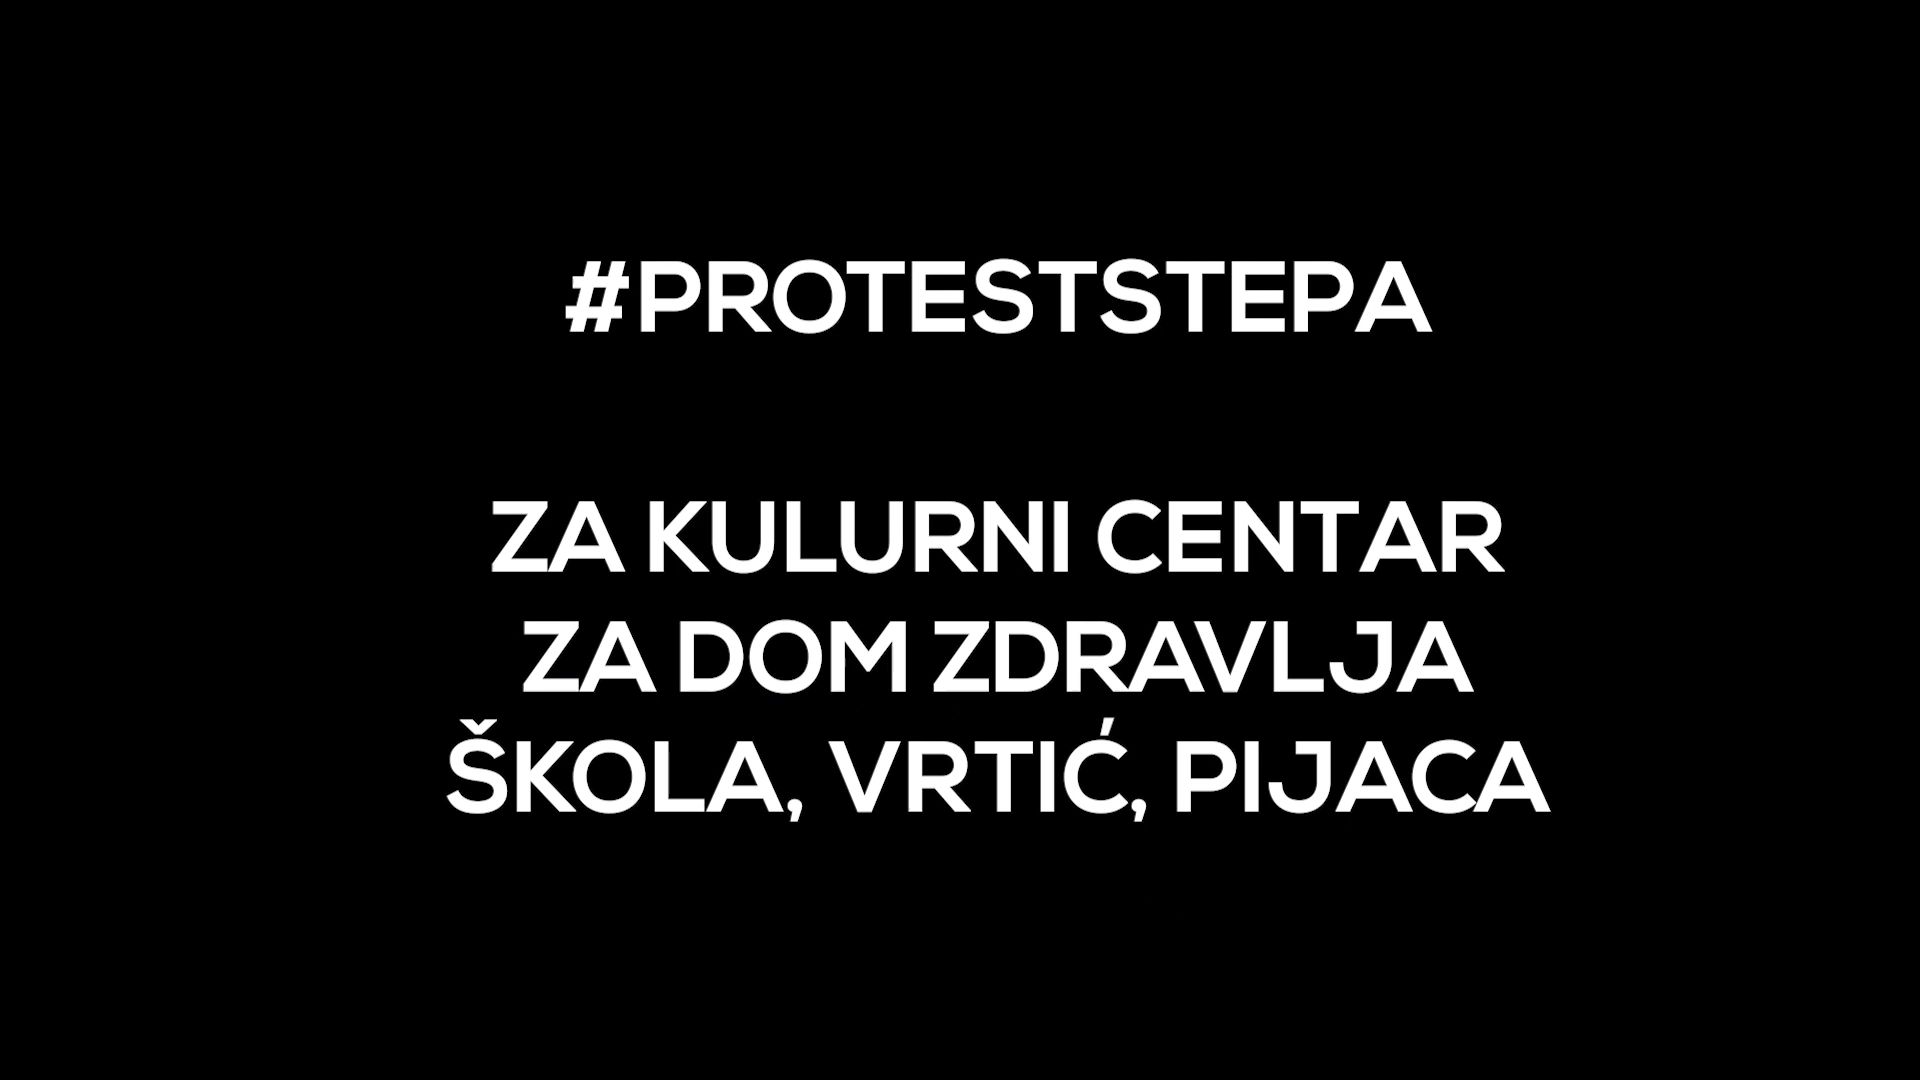 #PROTESTSTEPA
ZA KULURNI CENTAR
ZA DOM ZDRAVLJA
ŠKOLA, VRTIĆ, PIJACA